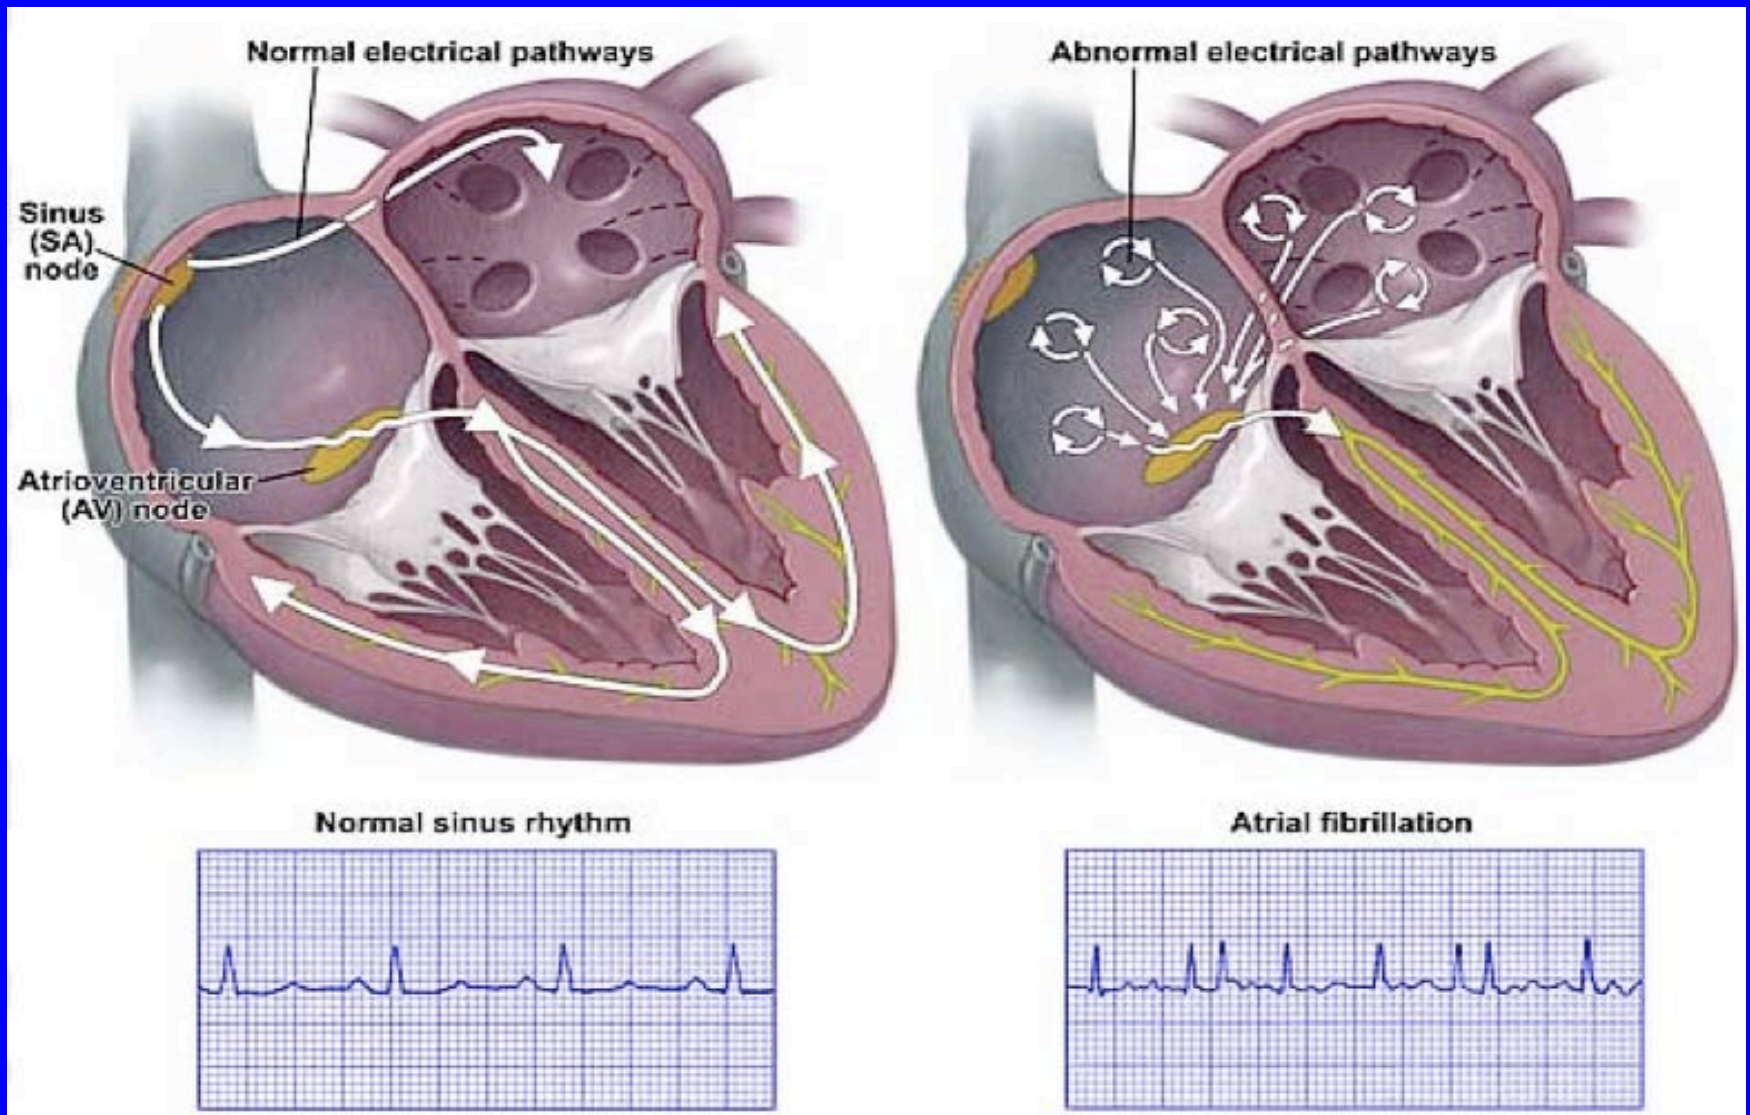 Normal electrical pathways
Sinus
(SA)
node
Atrioventricular
(AV) node
Normal sinus rhythm
Abnormal electrical pathways
Atrial fibrillation